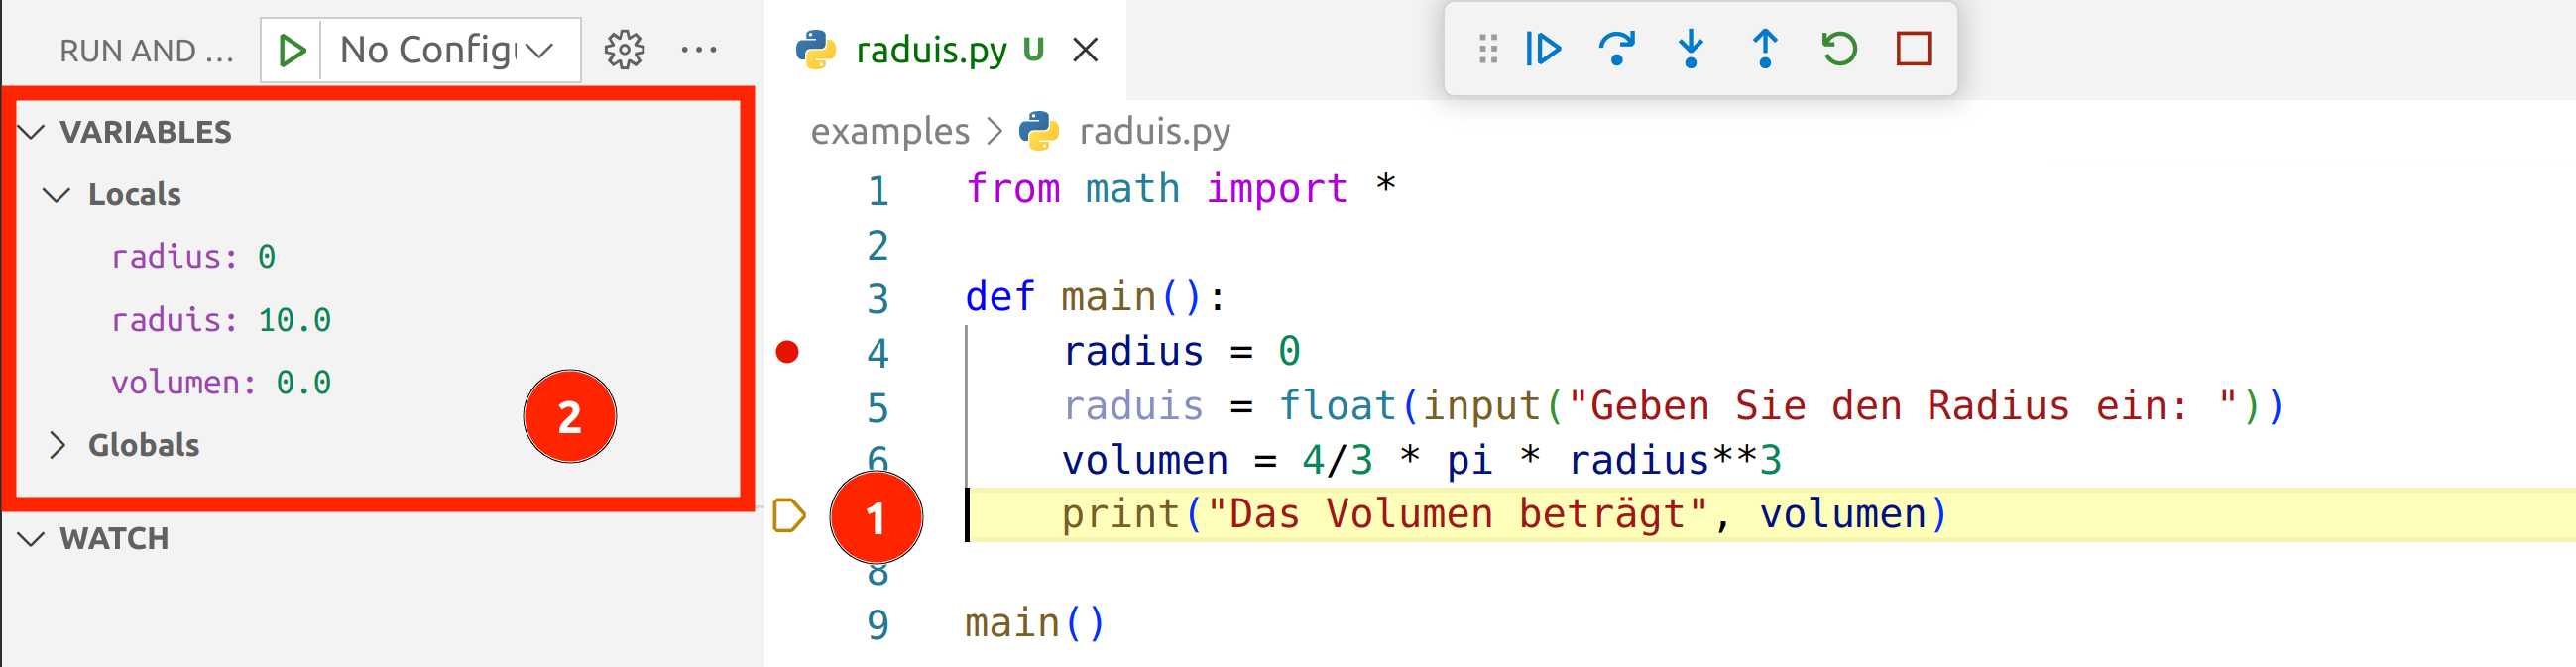 RUN AND ... No Config
VARIABLES
Locals
radius: 0
raduis: 10.0
volumen: 0.0
2
Globals
WATCH
raduis.py U
examples > raduis.py
1 from math import *
2
3 def main():
4 radius = 0
5 raduis = float(input("Geben Sie den Radius ein: "))
6 volumen = 4/3 * pi * radius**3
1 print("Das Volumen beträgt", volumen)
8
9 main()